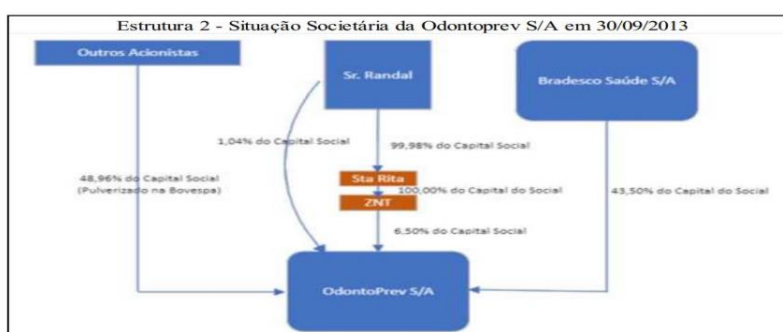 Estrutura 2 - Situação Societária da Odontoprev S/A em 30/09/2013
Outros Acionistas
Sr. Randal
Bradesco Saúde S/A
1,04% do Capital Social
99,98% do Capital Social
48,96% do Capital Social
(Pulverizado na Bovespa)
Sta Rita
100,00% do Capital do Social
43,50% do Capital do Social
ZNT
6,50% do Capital Social
OdontoPrev S/A